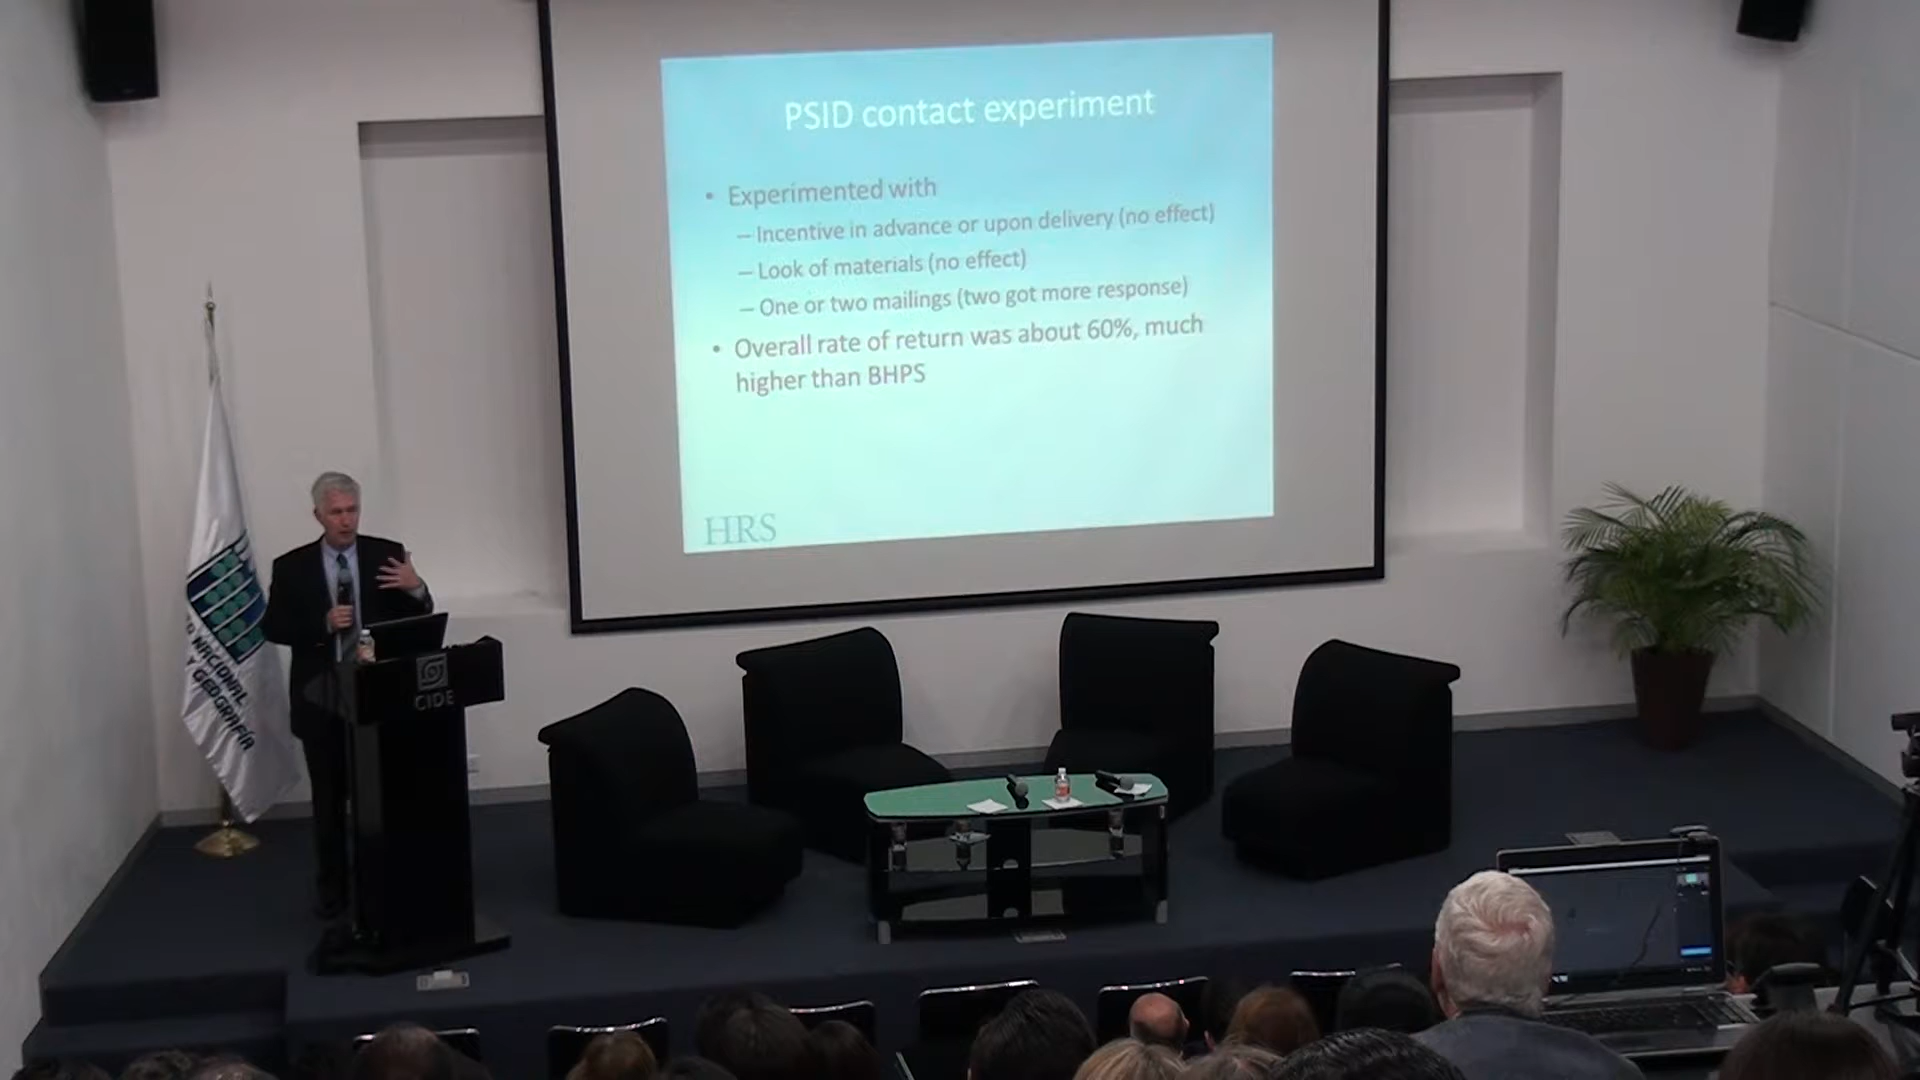 PSID contact experiment
• Experimented with
– Incentive in advance or upon delivery (no effect)
– Look of materials (no effect)
– One or two mailings (two got more response)
• Overall rate of return was about 60%, much
higher than BHPS
HRS
NACIONAL
Y GEOGRAFÍA
CIDE